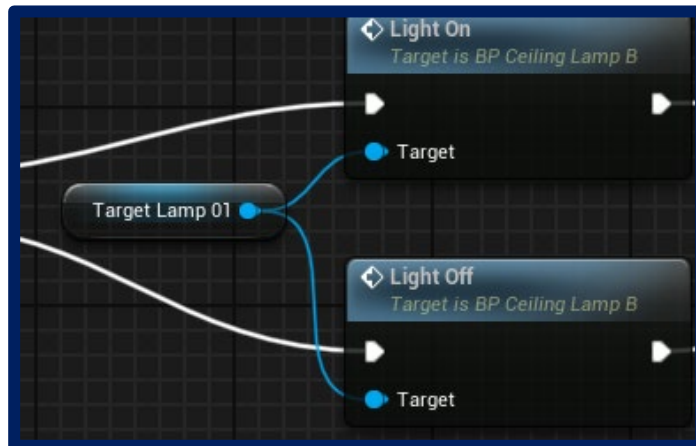 Light On
Target is BP Ceiling Lamp B
Target
Target Lamp 01
Light Off
Target is BP Ceiling Lamp B
Target